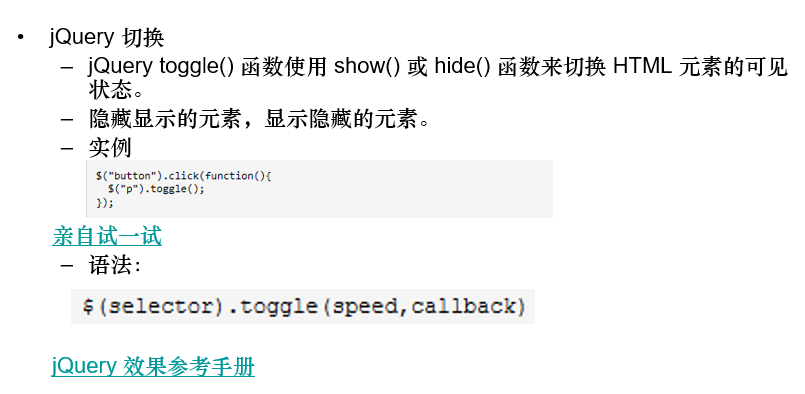 • jQuery 切换
– jQuery toggle() 函数使用 show() 或 hide() 函数来切换 HTML 元素的可见
状态。
– 隐藏显示的元素，显示隐藏的元素。
– 实例
$("button").click(function(){
  $("p").toggle();
});
亲自试一试
– 语法：
$(selector).toggle(speed,callback)
jQuery 效果参考手册